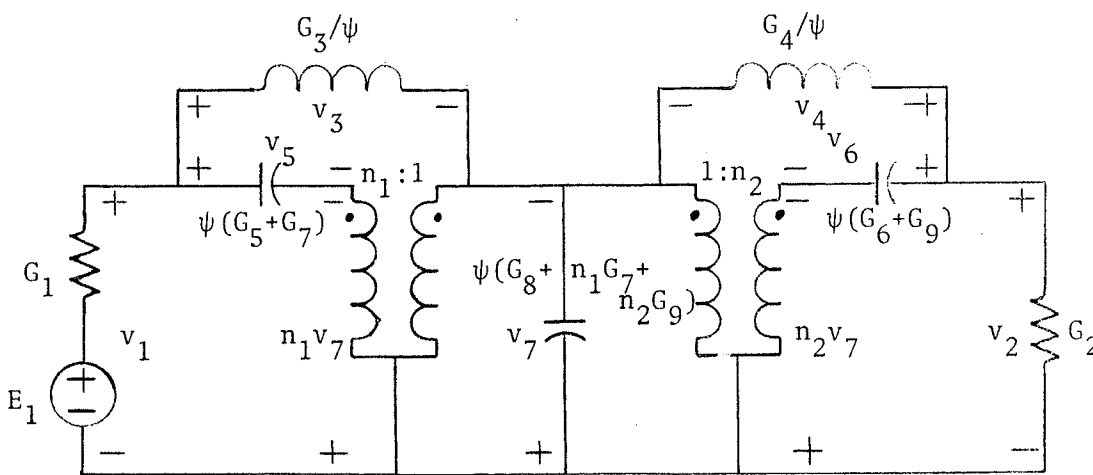 G₃/ψ G₄/ψ
+ − − +
v₃ v₄
v₅ v₆
+ − n₁:1 1:n₂ − +
+ − − − +
ψ(G₅+G₇) ψ(G₆+G₉)
G₁ ψ(G₈+ n₁G₇+
n₂G₉)
v₁ n₁v₇ v₇ n₂v₇ v₂ G₂
E₁ + −
− + + + −